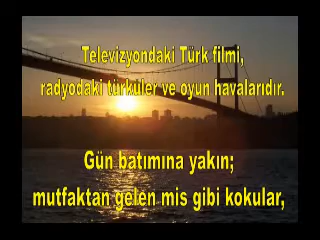 Televizyondaki Türk filmi,
radyodaki türküler ve oyun havalarıdır.
Gün batımına yakın;
mutfaktan gelen mis gibi kokular,